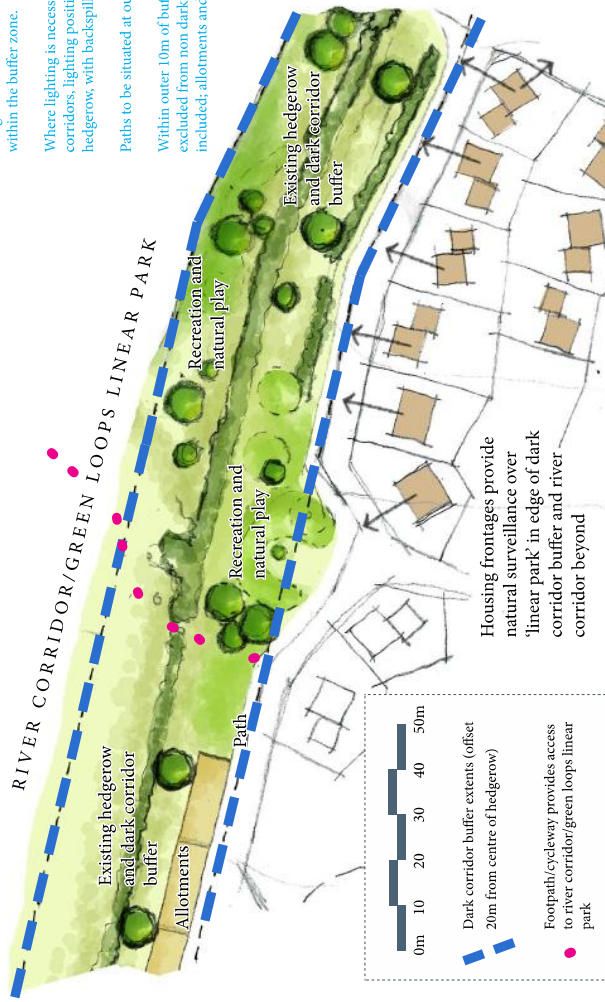 within the buffer zone.
Where lighting is necess
corridors, lighting positi
hedgerow, with backspill
Paths to be situated at ou
Within outer 10m of buf
excluded from non dark
included; allotments and
RIVER CORRIDOR/GREEN LOOPS LINEAR PARK
Existing hedgerow
and dark corridor
buffer
Allotments
Path
Recreation and
natural play
Recreation and
natural play
Existing hedgerow
and dark corridor
buffer
Housing frontages provide
natural surveillance over
'linear park' in edge of dark
corridor buffer and river
corridor beyond
0m 10 20 30 40 50m
Dark corridor buffer extents (offset
20m from centre of hedgerow)
Footpath/cycleway provides access
to river corridor/green loops linear
park